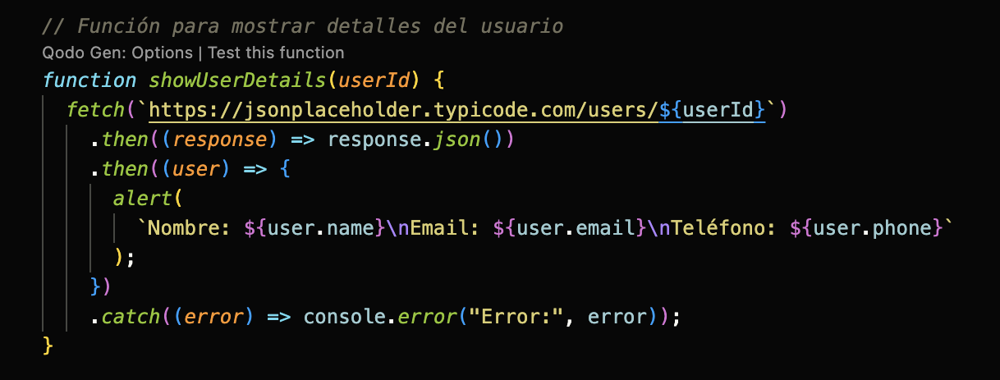 // Función para mostrar detalles del usuario
Qodo Gen: Options | Test this function
function showUserDetails(userId) {
fetch(`https://jsonplaceholder.typicode.com/users/${userId}`)
.then((response) => response.json())
.then((user) => {
alert(
`Nombre: ${user.name}\nEmail: ${user.email}\nTeléfono: ${user.phone}`
);
})
.catch((error) => console.error("Error:", error));
}